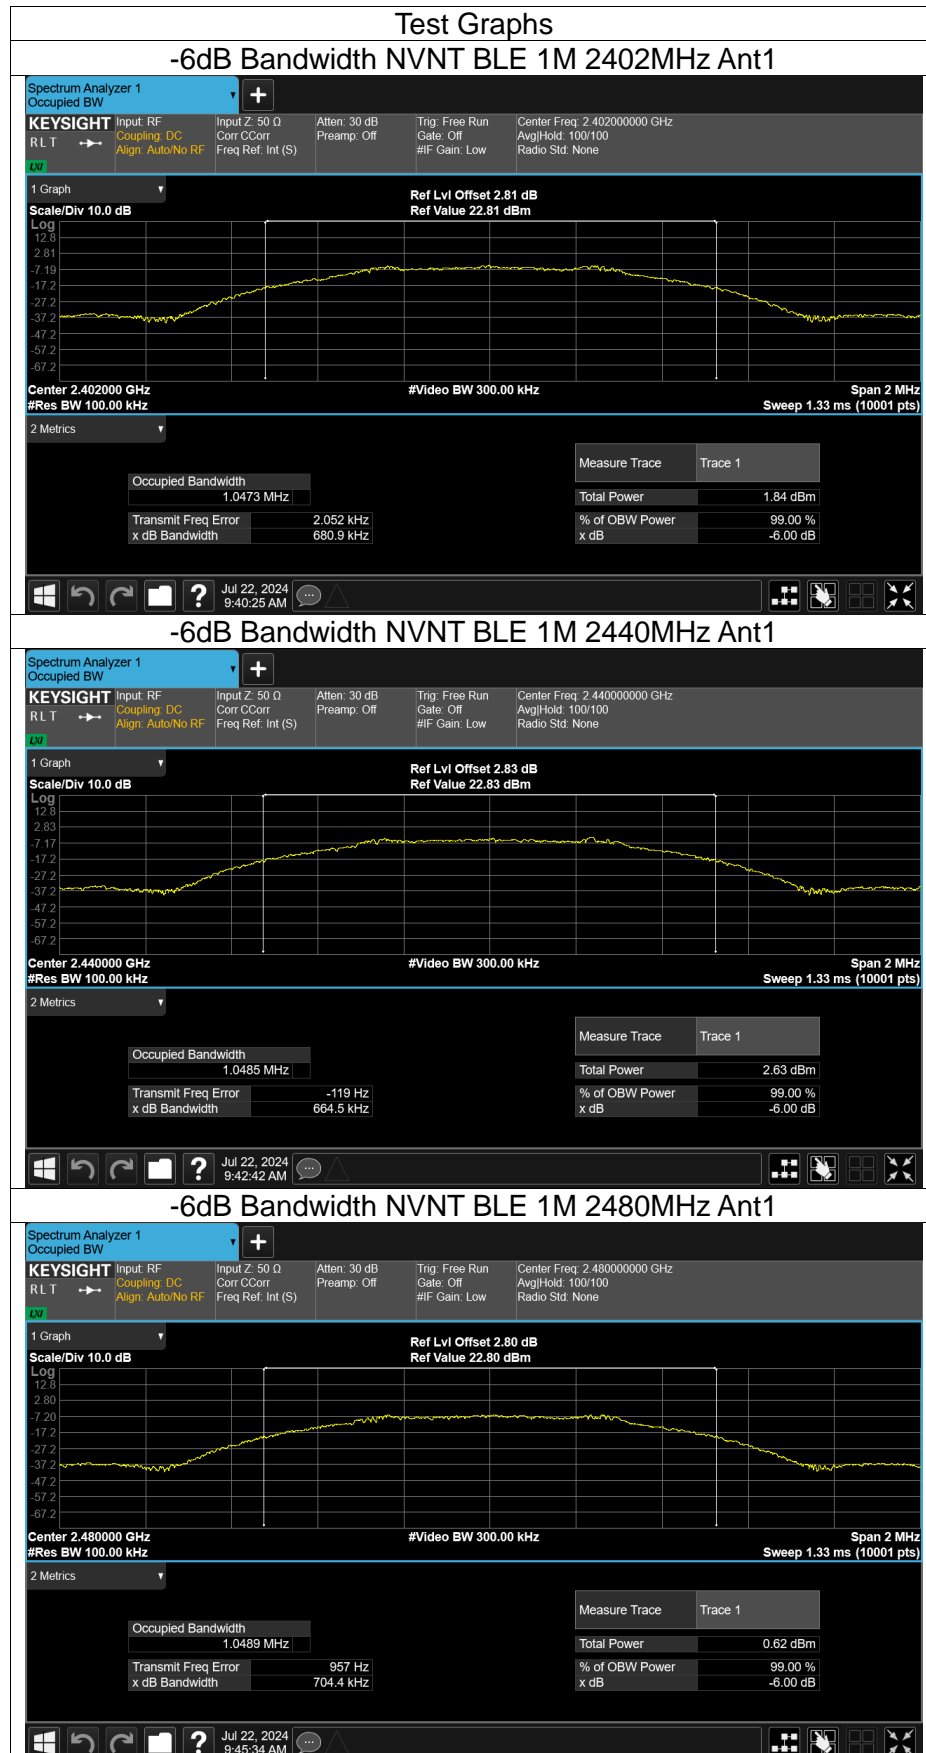 Test Graphs
-6dB Bandwidth NVNT BLE 1M 2402MHz Ant1
Spectrum Analyzer 1
Occupied BW
+
KEYSIGHT Input: RF Input Z: 50 Ω Atten: 30 dB Trig: Free Run Center Freq: 2.402000000 GHz
RLT Coupling: DC Corr CCorr Preamp: Off Gate: Off Avg|Hold: 100/100
Align: Auto/No RF Freq Ref: Int (S) #IF Gain: Low Radio Std: None
LXI
1 Graph
Ref Lvl Offset 2.81 dB
Scale/Div 10.0 dB Ref Value 22.81 dBm
Log
12.8
2.81
-7.19
-17.2
-27.2
-37.2
-47.2
-57.2
-67.2
Center 2.402000 GHz #Video BW 300.00 kHz Span 2 MHz
#Res BW 100.00 kHz Sweep 1.33 ms (10001 pts)
2 Metrics
Measure Trace Trace 1
Occupied Bandwidth
1.0473 MHz Total Power 1.84 dBm
Transmit Freq Error 2.052 kHz % of OBW Power 99.00 %
x dB Bandwidth 680.9 kHz x dB -6.00 dB
? Jul 22, 2024
9:40:25 AM
-6dB Bandwidth NVNT BLE 1M 2440MHz Ant1
Spectrum Analyzer 1
Occupied BW
+
KEYSIGHT Input: RF Input Z: 50 Ω Atten: 30 dB Trig: Free Run Center Freq: 2.440000000 GHz
RLT Coupling: DC Corr CCorr Preamp: Off Gate: Off Avg|Hold: 100/100
Align: Auto/No RF Freq Ref: Int (S) #IF Gain: Low Radio Std: None
LXI
1 Graph
Ref Lvl Offset 2.83 dB
Scale/Div 10.0 dB Ref Value 22.83 dBm
Log
12.8
2.83
-7.17
-17.2
-27.2
-37.2
-47.2
-57.2
-67.2
Center 2.440000 GHz #Video BW 300.00 kHz Span 2 MHz
#Res BW 100.00 kHz Sweep 1.33 ms (10001 pts)
2 Metrics
Measure Trace Trace 1
Occupied Bandwidth
1.0485 MHz Total Power 2.63 dBm
Transmit Freq Error -119 Hz % of OBW Power 99.00 %
x dB Bandwidth 664.5 kHz x dB -6.00 dB
? Jul 22, 2024
9:42:42 AM
-6dB Bandwidth NVNT BLE 1M 2480MHz Ant1
Spectrum Analyzer 1
Occupied BW
+
KEYSIGHT Input: RF Input Z: 50 Ω Atten: 30 dB Trig: Free Run Center Freq: 2.480000000 GHz
RLT Coupling: DC Corr CCorr Preamp: Off Gate: Off Avg|Hold: 100/100
Align: Auto/No RF Freq Ref: Int (S) #IF Gain: Low Radio Std: None
LXI
1 Graph
Ref Lvl Offset 2.80 dB
Scale/Div 10.0 dB Ref Value 22.80 dBm
Log
12.8
2.80
-7.20
-17.2
-27.2
-37.2
-47.2
-57.2
-67.2
Center 2.480000 GHz #Video BW 300.00 kHz Span 2 MHz
#Res BW 100.00 kHz Sweep 1.33 ms (10001 pts)
2 Metrics
Measure Trace Trace 1
Occupied Bandwidth
1.0489 MHz Total Power 0.62 dBm
Transmit Freq Error 957 Hz % of OBW Power 99.00 %
x dB Bandwidth 704.4 kHz x dB -6.00 dB
? Jul 22, 2024
9:45:34 AM